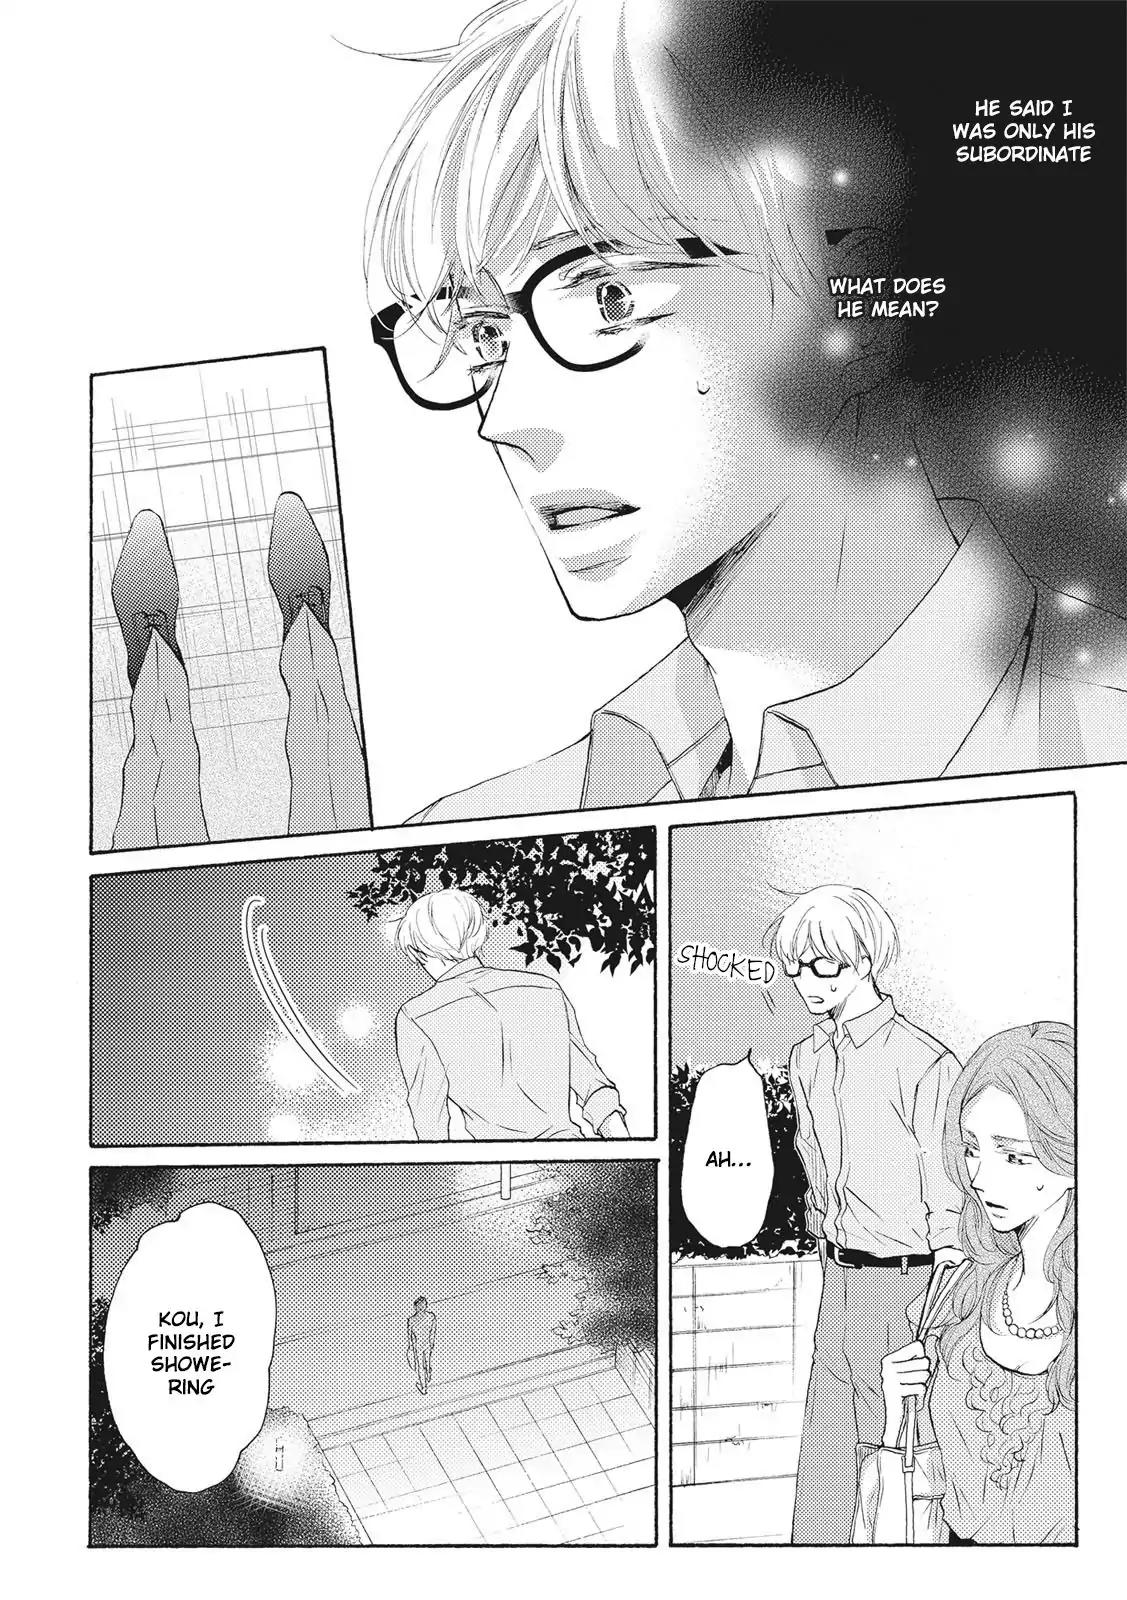 HE SAID I
WAS ONLY HIS
SUBORDINATE
WHAT DOES
HE MEAN?
SHOCKED
AH...
KOU, I
FINISHED
SHOWE-
RING